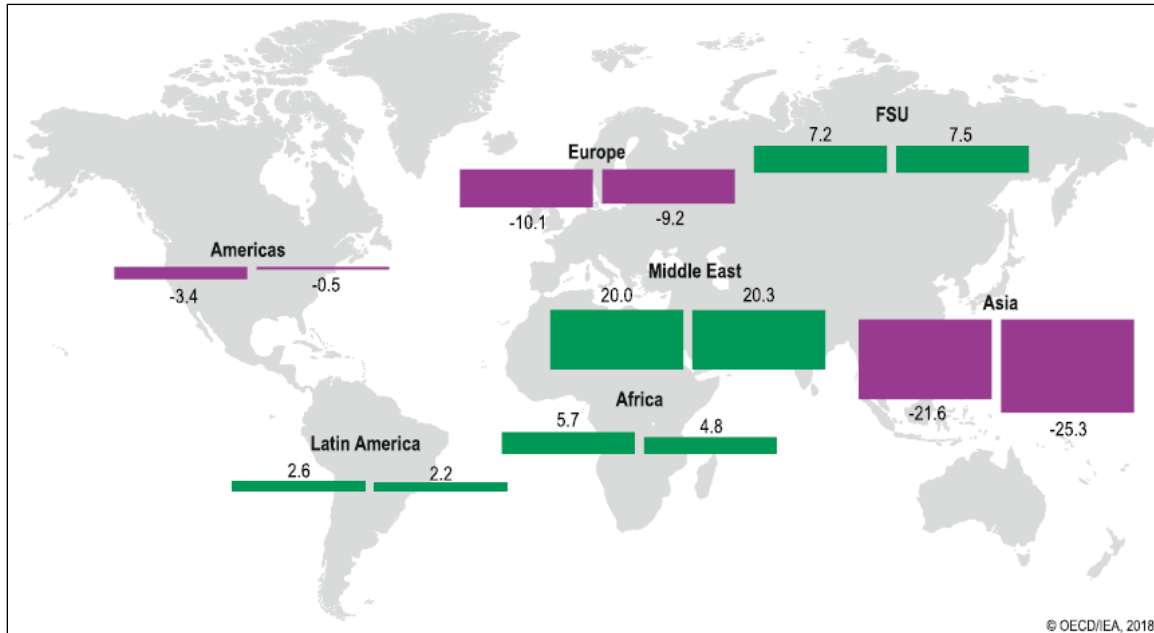 FSU
7.2 7.5
Europe
-10.1 -9.2
Americas
-3.4 -0.5
Middle East
20.0 20.3
Asia
-21.6 -25.3
Africa
5.7 4.8
Latin America
2.6 2.2
© OECD/IEA, 2018